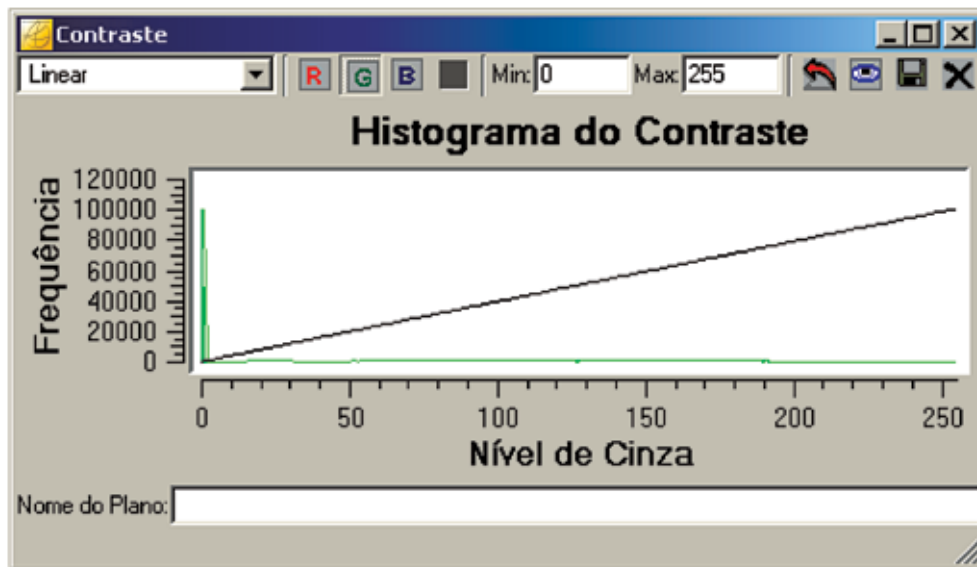 Contraste
Linear R G B Min: 0 Max: 255
Histograma do Contraste
Frequência
120000
100000
80000
60000
40000
20000
0
0 50 100 150 200 250
Nível de Cinza
Nome do Plano: